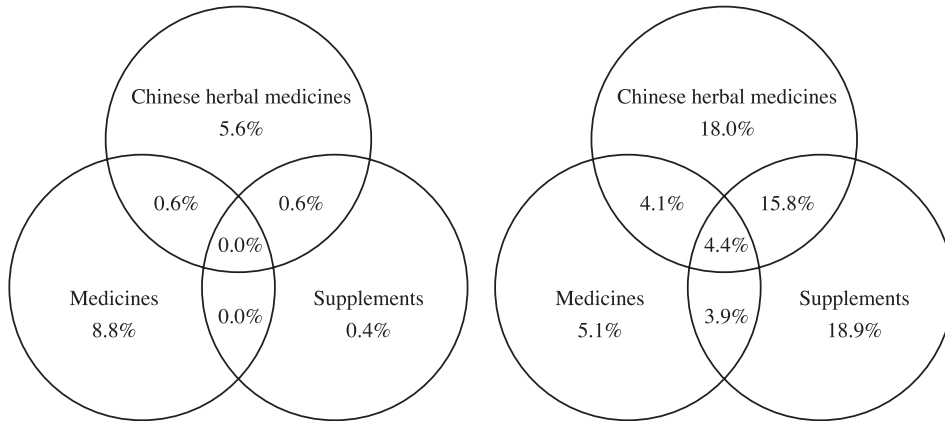 Chinese herbal medicines
5.6%
0.6%
0.6%
0.0%
Medicines
8.8%
0.0%
Supplements
0.4%
Chinese herbal medicines
18.0%
4.1%
15.8%
4.4%
Medicines
5.1%
3.9%
Supplements
18.9%